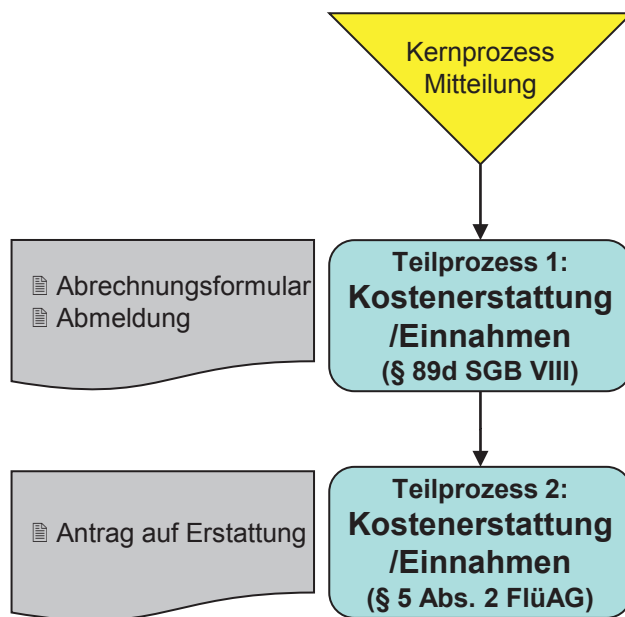 Kernprozess
Mitteilung
Abrechnungsformular
Abmeldung
Teilprozess 1:
Kostenerstattung
/Einnahmen
(§ 89d SGB VIII)
Antrag auf Erstattung
Teilprozess 2:
Kostenerstattung
/Einnahmen
(§ 5 Abs. 2 FlüAG)